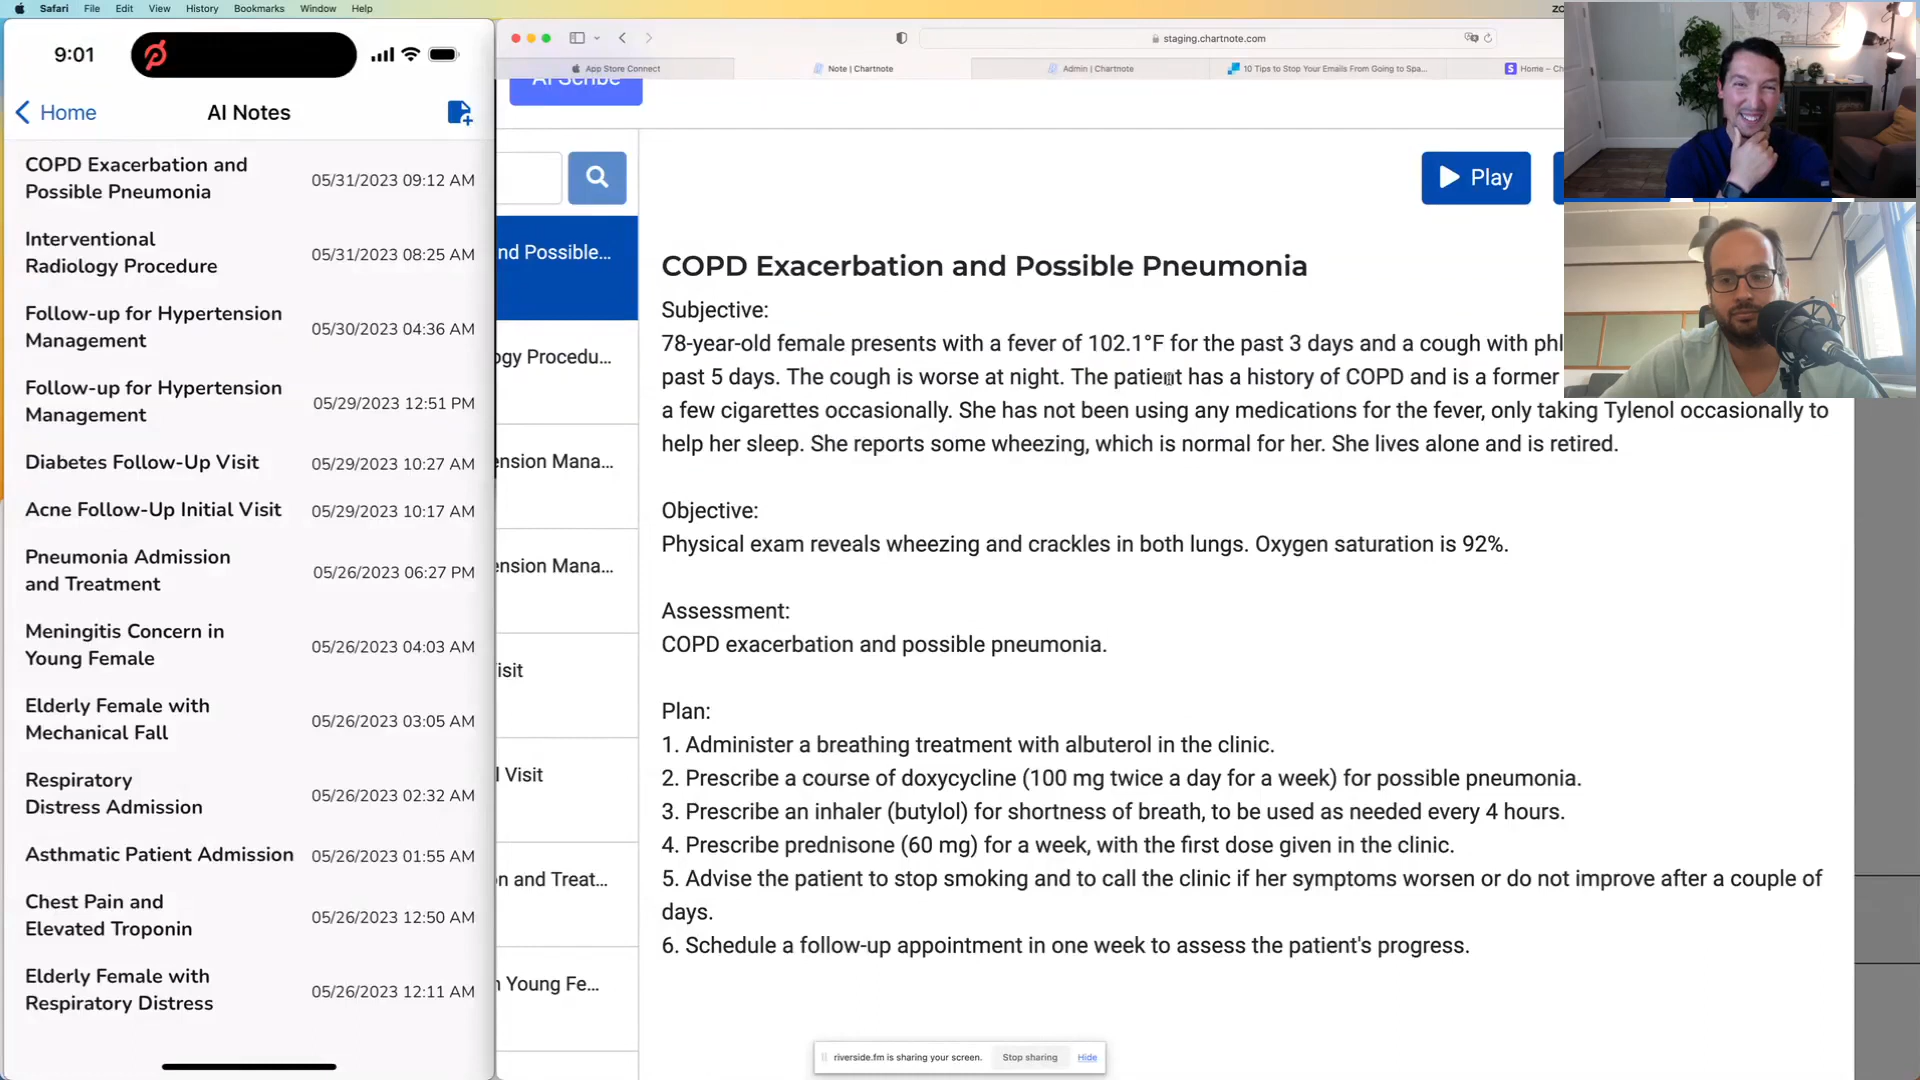 Safari File Edit View History Bookmarks Window Help
9:01
Home
AI Notes
COPD Exacerbation and
Possible Pneumonia
05/31/2023 09:12 AM
Interventional
Radiology Procedure
05/31/2023 08:25 AM
Follow-up for Hypertension
Management
05/30/2023 04:36 AM
Follow-up for Hypertension
Management
05/29/2023 12:51 PM
Diabetes Follow-Up Visit
05/29/2023 10:27 AM
Acne Follow-Up Initial Visit
05/29/2023 10:17 AM
Pneumonia Admission
and Treatment
05/26/2023 06:27 PM
Meningitis Concern in
Young Female
05/26/2023 04:03 AM
Elderly Female with
Mechanical Fall
05/26/2023 03:05 AM
Respiratory
Distress Admission
05/26/2023 02:32 AM
Asthmatic Patient Admission
05/26/2023 01:55 AM
Chest Pain and
Elevated Troponin
05/26/2023 12:50 AM
Elderly Female with
Respiratory Distress
05/26/2023 12:11 AM
staging.chartnote.com
App Store Connect
Note | Chartnote
Admin | Chartnote
10 Tips to Stop Your Emails From Going to Spa...
Home – Ch
AI Scribe
nd Possible...
ogy Procedu...
ension Mana...
ension Mana...
isit
l Visit
n and Treat...
n Young Fe...
Play
COPD Exacerbation and Possible Pneumonia
Subjective:
78-year-old female presents with a fever of 102.1°F for the past 3 days and a cough with phl
past 5 days. The cough is worse at night. The patient has a history of COPD and is a former
a few cigarettes occasionally. She has not been using any medications for the fever, only taking Tylenol occasionally to
help her sleep. She reports some wheezing, which is normal for her. She lives alone and is retired.
Objective:
Physical exam reveals wheezing and crackles in both lungs. Oxygen saturation is 92%.
Assessment:
COPD exacerbation and possible pneumonia.
Plan:
1. Administer a breathing treatment with albuterol in the clinic.
2. Prescribe a course of doxycycline (100 mg twice a day for a week) for possible pneumonia.
3. Prescribe an inhaler (butylol) for shortness of breath, to be used as needed every 4 hours.
4. Prescribe prednisone (60 mg) for a week, with the first dose given in the clinic.
5. Advise the patient to stop smoking and to call the clinic if her symptoms worsen or do not improve after a couple of
days.
6. Schedule a follow-up appointment in one week to assess the patient's progress.
riverside.fm is sharing your screen.
Stop sharing
Hide